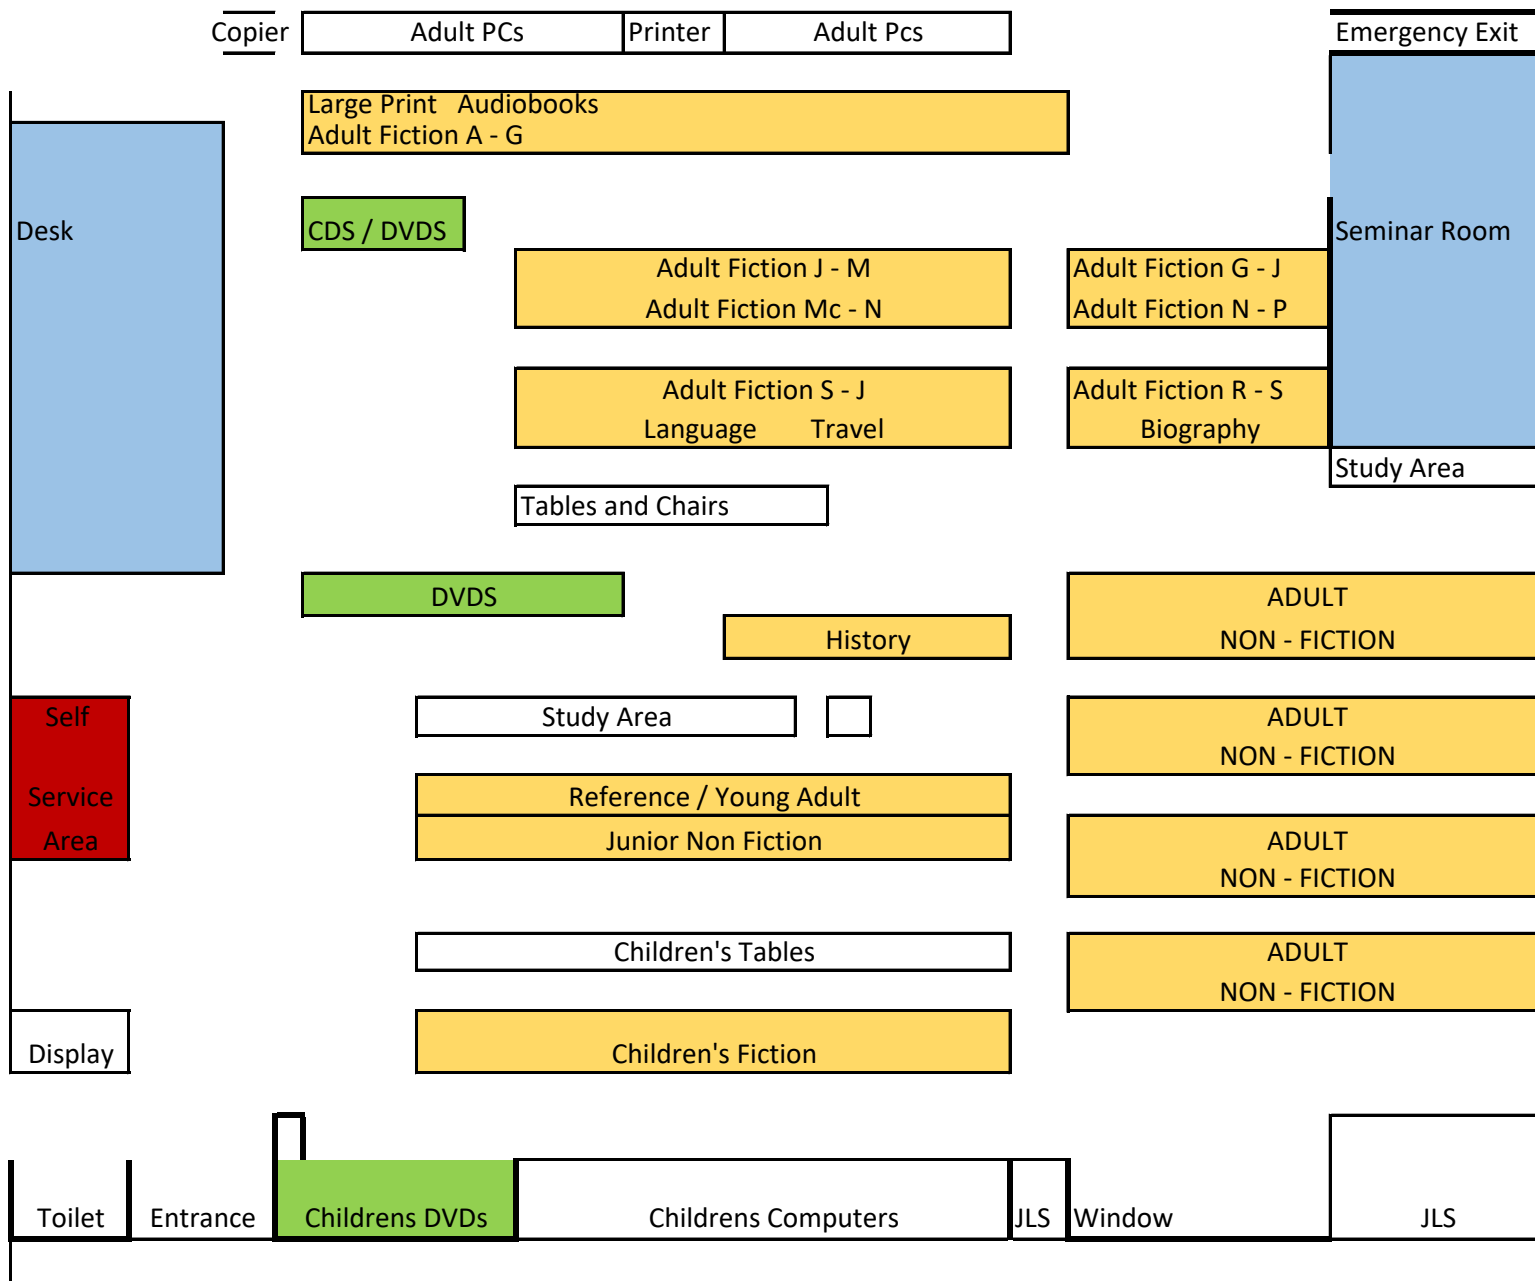 Copier Adult PCs Printer Adult Pcs Emergency Exit
Large Print Audiobooks
Adult Fiction A - G
Desk CDS / DVDS Seminar Room
Adult Fiction J - M Adult Fiction G - J
Adult Fiction Mc - N Adult Fiction N - P
Adult Fiction S - J Adult Fiction R - S
Language Travel Biography
Study Area
Tables and Chairs
DVDS ADULT
History NON - FICTION
Self Study Area ADULT
NON - FICTION
Service Reference / Young Adult
Area Junior Non Fiction ADULT
NON - FICTION
Children's Tables ADULT
NON - FICTION
Display Children's Fiction
Toilet Entrance Childrens DVDs Childrens Computers JLS Window JLS